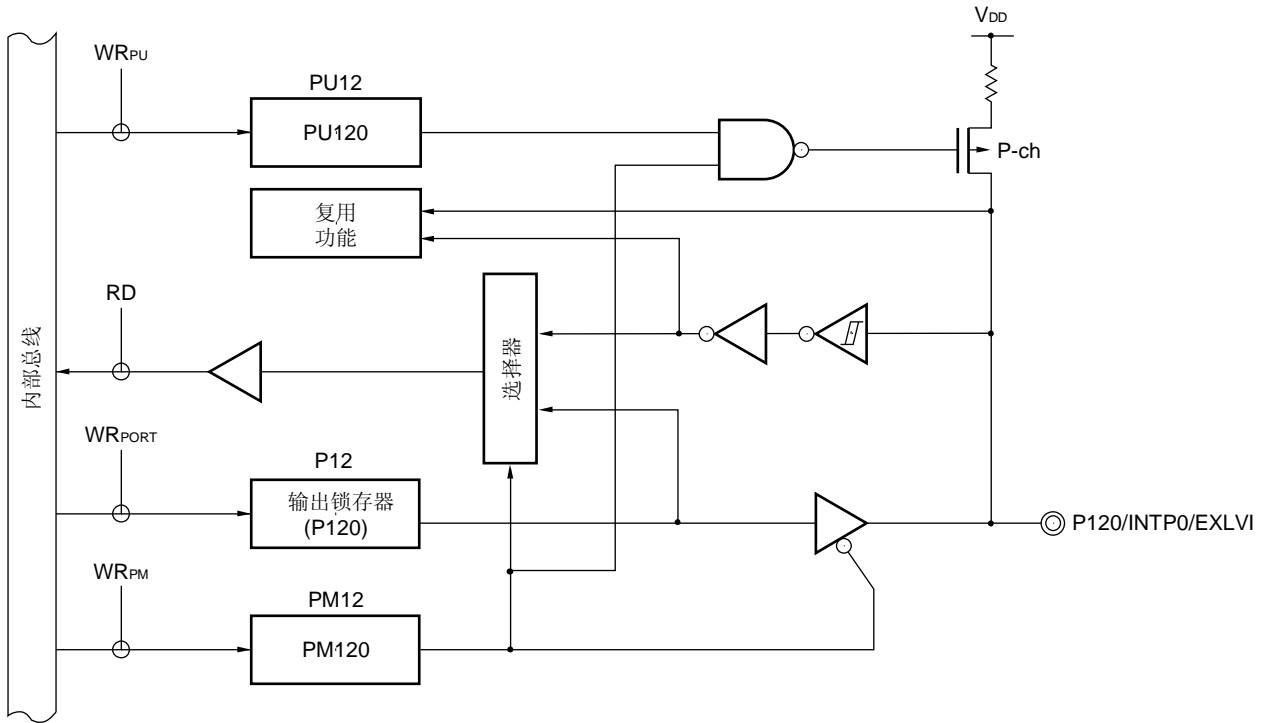 VDD
WRPU
PU12
PU120
P-ch
复用
功能
RD
选择器
内部总线
WRPORT
P12
输出锁存器
(P120)
P120/INTP0/EXLVI
WRPM
PM12
PM120